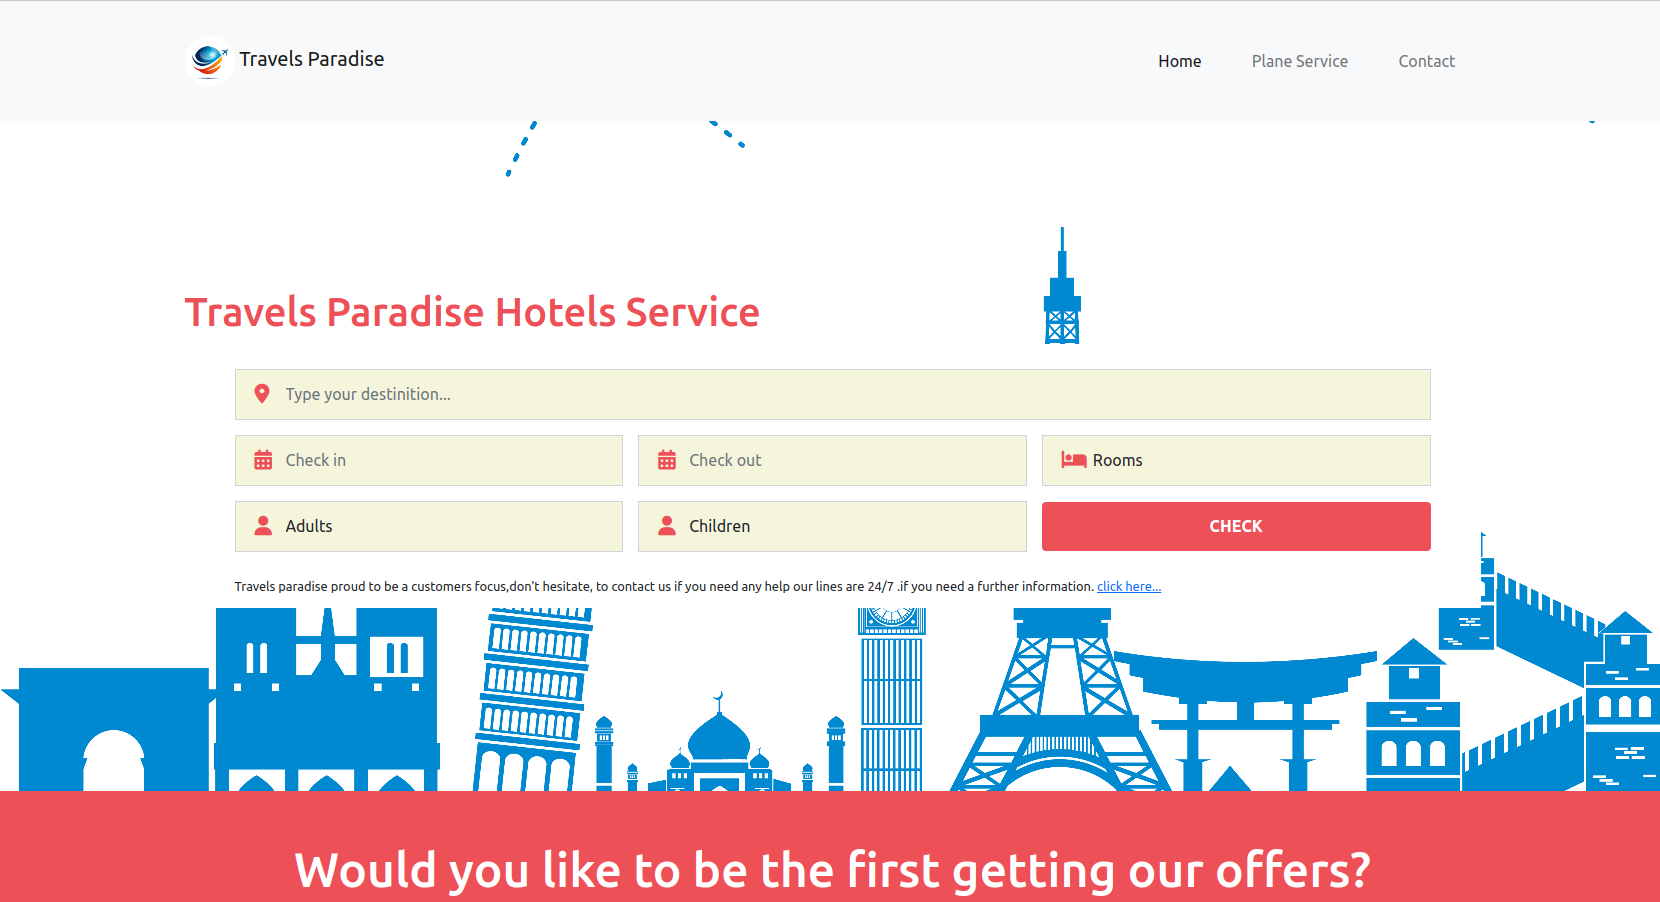 Travels Paradise
Home Plane Service Contact
Travels Paradise Hotels Service
Type your destinition...
Check in Check out Rooms
Adults Children CHECK
Travels paradise proud to be a customers focus,don't hesitate, to contact us if you need any help our lines are 24/7 .if you need a further information. click here...
Would you like to be the first getting our offers?